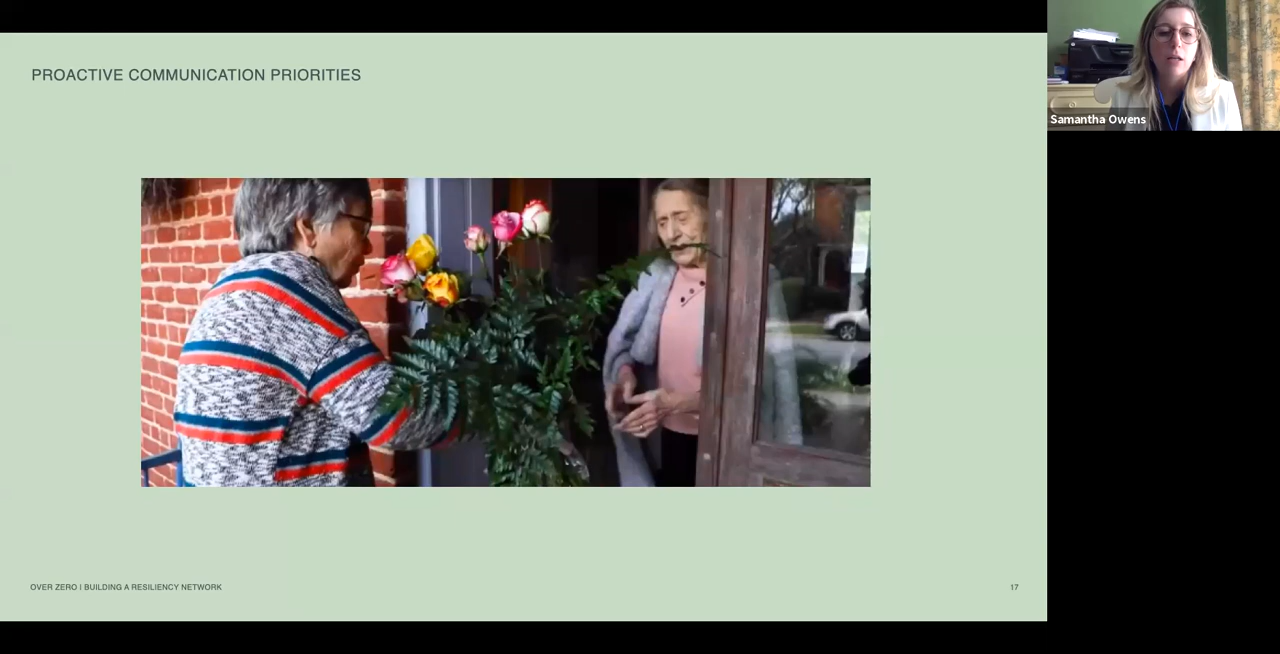 PROACTIVE COMMUNICATION PRIORITIES
Samantha Owens
OVER ZERO | BUILDING A RESILIENCY NETWORK
17